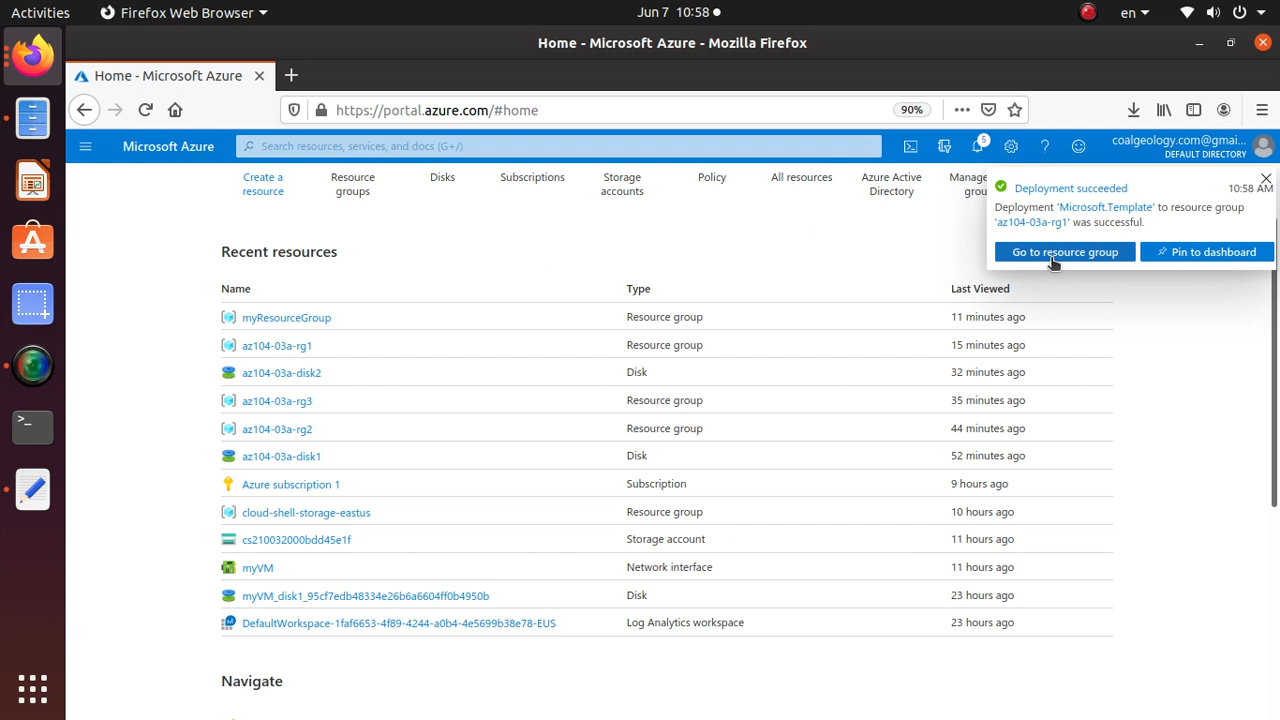 Activities
Firefox Web Browser
Jun 7 10:58
en
Home - Microsoft Azure - Mozilla Firefox
Home - Microsoft Azure
https://portal.azure.com/#home
90%
Microsoft Azure
Search resources, services, and docs (G+/)
5
coalgeology.com@gmai...
DEFAULT DIRECTORY
Create a resource
Resource groups
Disks
Subscriptions
Storage accounts
Policy
All resources
Azure Active Directory
Manage
grou
Deployment succeeded
10:58 AM
Deployment 'Microsoft.Template' to resource group
'az104-03a-rg1' was successful.
Go to resource group
Pin to dashboard
Recent resources
Name Type Last Viewed
myResourceGroup Resource group 11 minutes ago
az104-03a-rg1 Resource group 15 minutes ago
az104-03a-disk2 Disk 32 minutes ago
az104-03a-rg3 Resource group 35 minutes ago
az104-03a-rg2 Resource group 44 minutes ago
az104-03a-disk1 Disk 52 minutes ago
Azure subscription 1 Subscription 9 hours ago
cloud-shell-storage-eastus Resource group 10 hours ago
cs210032000bdd45e1f Storage account 11 hours ago
myVM Network interface 11 hours ago
myVM_disk1_95cf7edb48334e26b6a6604ff0b4950b Disk 23 hours ago
DefaultWorkspace-1faf6653-4f89-4244-a0b4-4e5699b38e78-EUS Log Analytics workspace 23 hours ago
Navigate